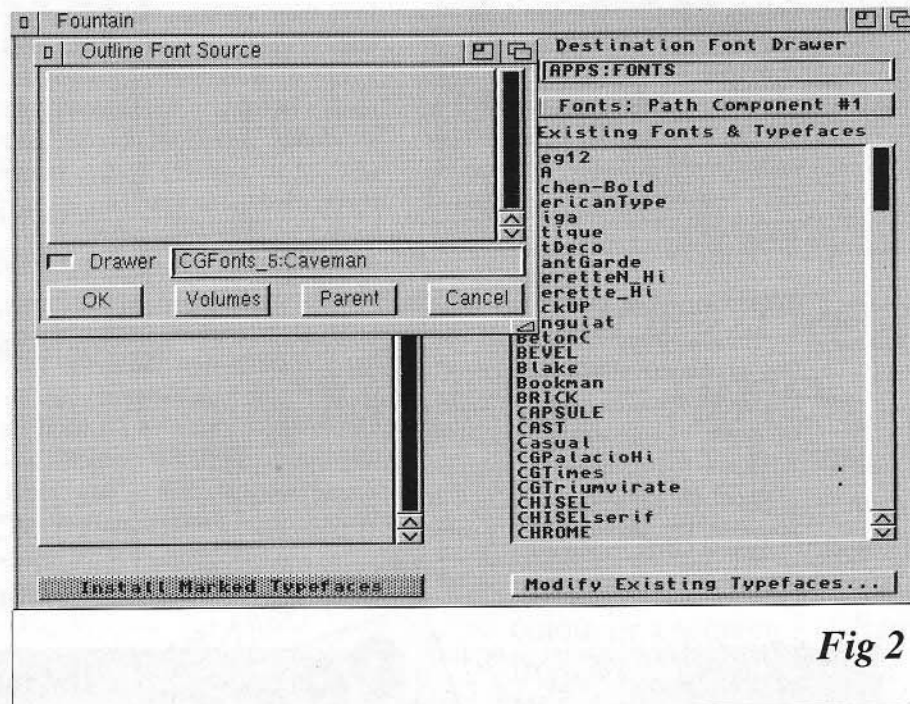 Fountain
Outline Font Source
Drawer CGFonts_5:Caveman
OK Volumes Parent Cancel
Install Marked Typefaces
Destination Font Drawer
APPS:FONTS
Fonts: Path Component #1
Existing Fonts & Typefaces
eg12
A
chen-Bold
ericanType
iga
tique
tDeco
antGarde
eretteN_Hi
erette_Hi
ckUP
nguiat
BetonC
BEVEL
Blake
Bookman
BRICK
CAPSULE
CAST
Casual
CGPalacioHi
CGTimes
CGTriumvirate
CHISEL
CHISELserif
CHROME
Modify Existing Typefaces...
Fig 2